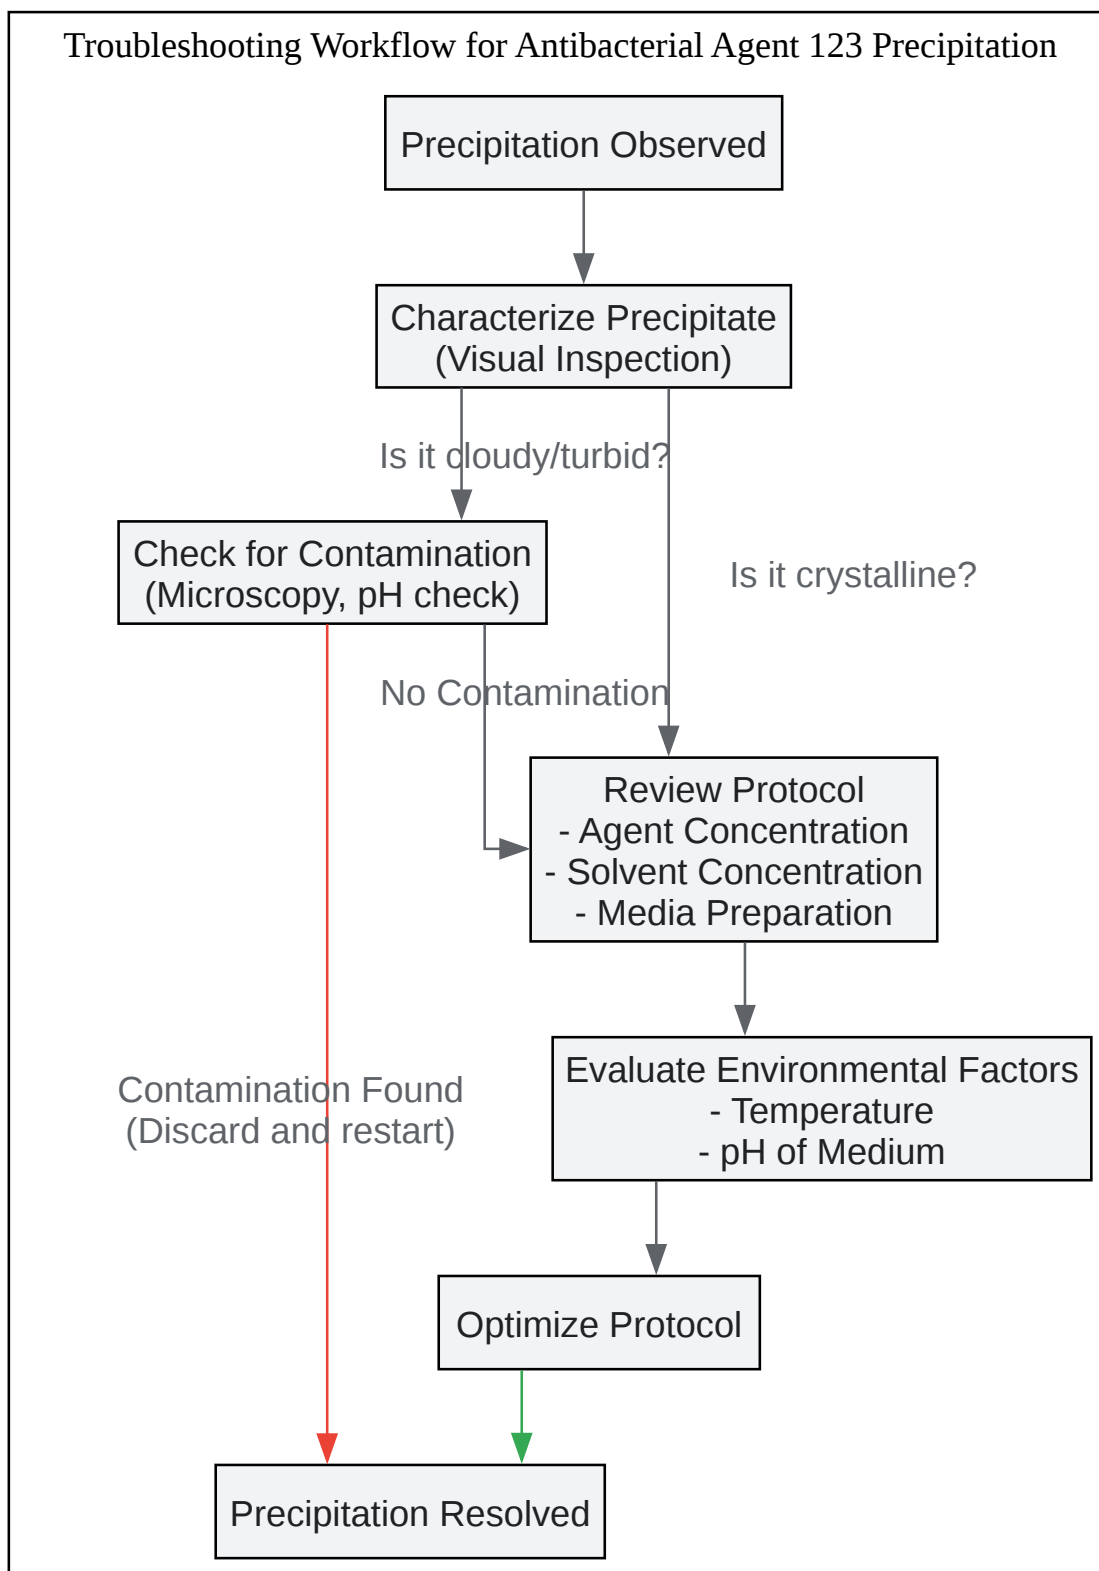 Troubleshooting Workflow for Antibacterial Agent 123 Precipitation
Precipitation Observed
Characterize Precipitate
(Visual Inspection)
Is it cloudy/turbid?
Check for Contamination
(Microscopy, pH check)
Is it crystalline?
No Contamination
Review Protocol
- Agent Concentration
- Solvent Concentration
- Media Preparation
Evaluate Environmental Factors
- Temperature
- pH of Medium
Contamination Found
(Discard and restart)
Optimize Protocol
Precipitation Resolved